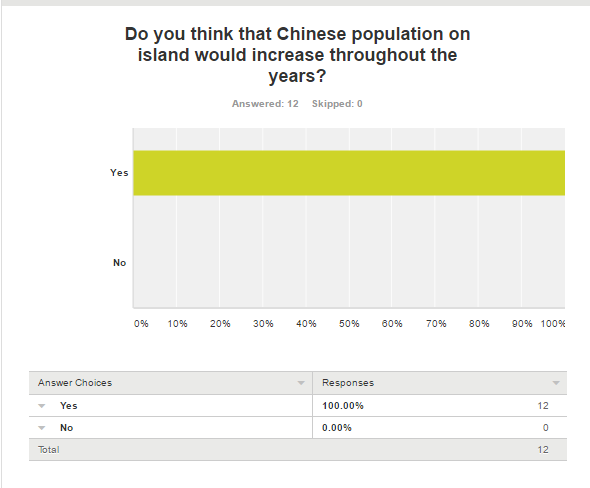 Do you think that Chinese population on
island would increase throughout the
years?
Answered: 12 Skipped: 0
Yes
No
0% 10% 20% 30% 40% 50% 60% 70% 80% 90% 100%
Answer Choices Responses
Yes 100.00% 12
No 0.00% 0
Total 12